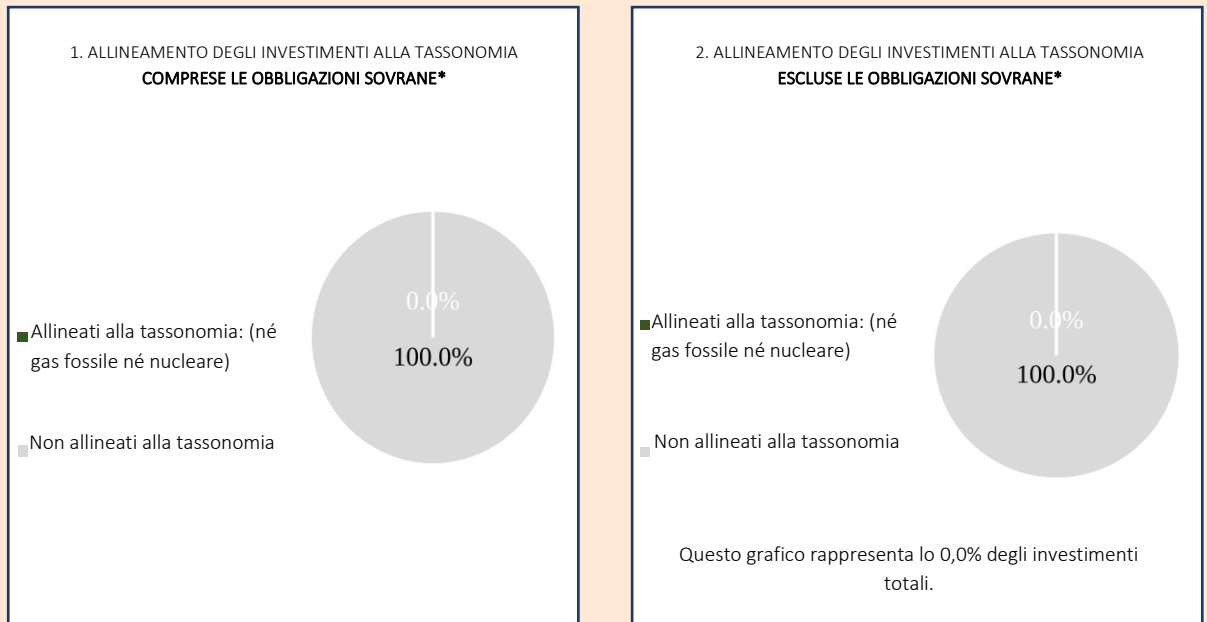 1. ALLINEAMENTO DEGLI INVESTIMENTI ALLA TASSONOMIA
COMPRESE LE OBBLIGAZIONI SOVRANE*
0.0%
100.0%
Allineati alla tassonomia: (né
gas fossile né nucleare)
Non allineati alla tassonomia
2. ALLINEAMENTO DEGLI INVESTIMENTI ALLA TASSONOMIA
ESCLUSE LE OBBLIGAZIONI SOVRANE*
0.0%
100.0%
Allineati alla tassonomia: (né
gas fossile né nucleare)
Non allineati alla tassonomia
Questo grafico rappresenta lo 0,0% degli investimenti
totali.